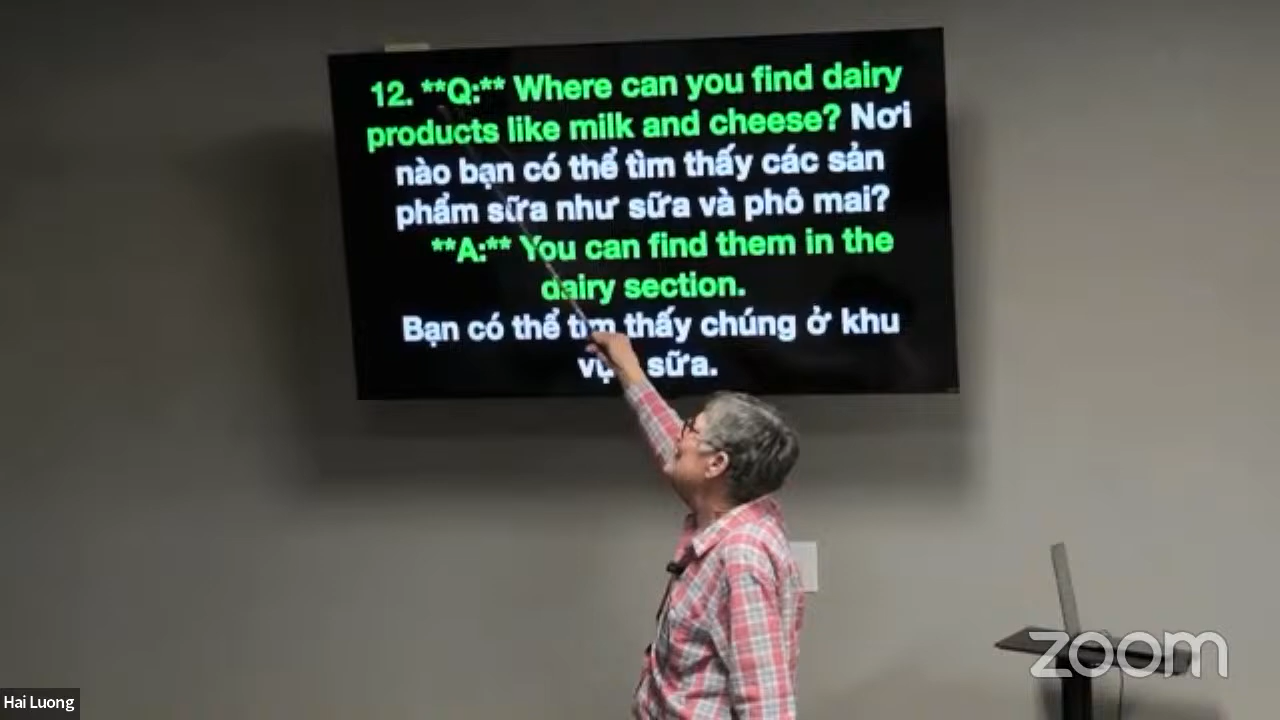 12. **Q:** Where can you find dairy
products like milk and cheese? Nơi
nào bạn có thể tìm thấy các sản
phẩm sữa như sữa và phô mai?
**A:** You can find them in the
dairy section.
Bạn có thể tìm thấy chúng ở khu
sữa.
zoom
Hai Luong